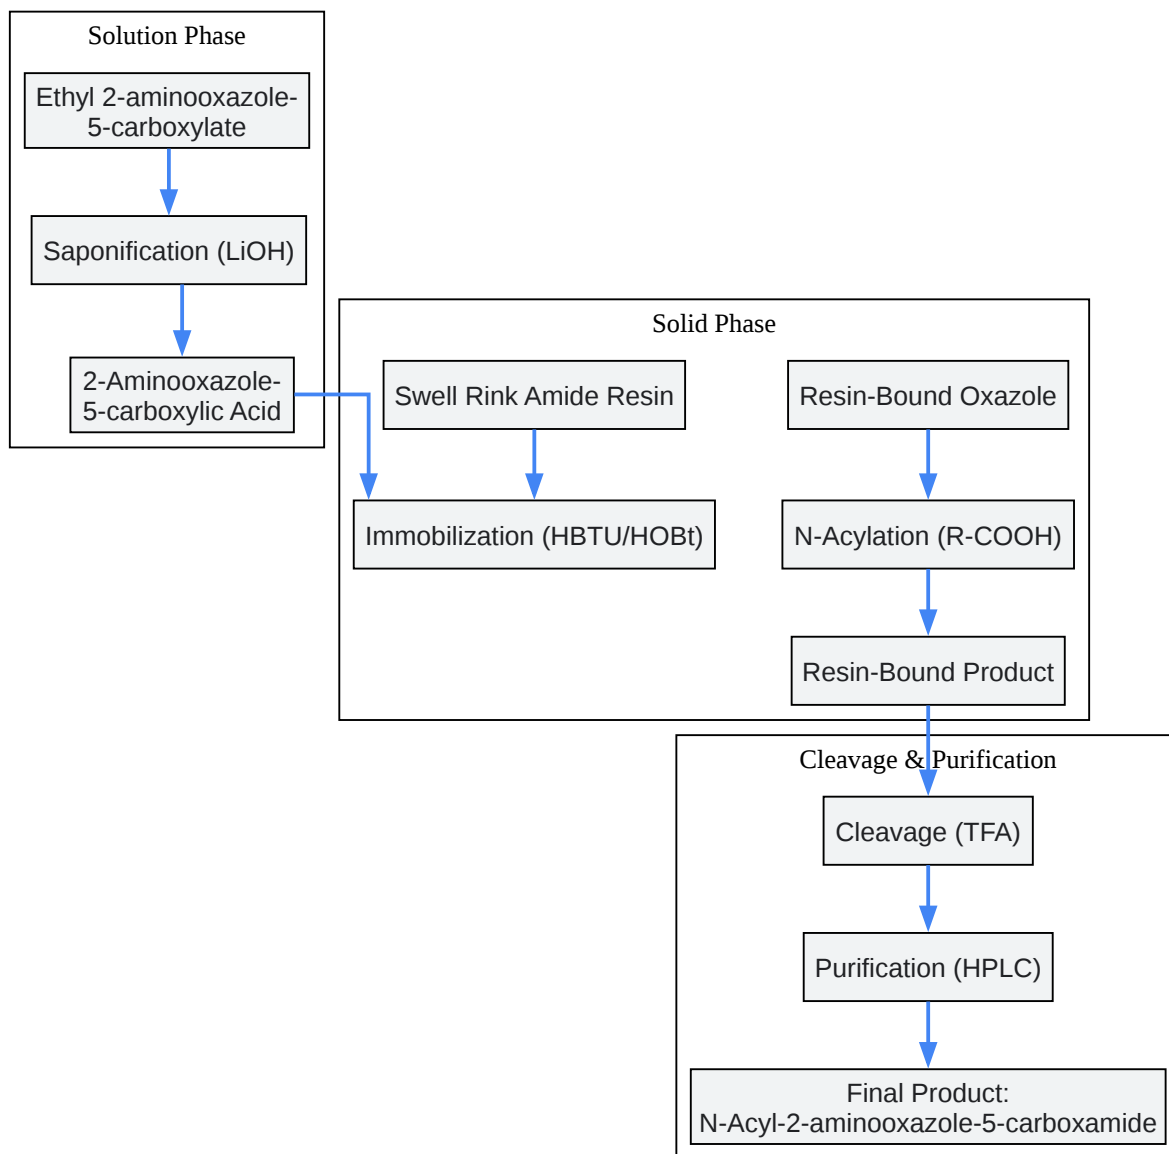 Solution Phase
Ethyl 2-aminooxazole-
5-carboxylate
Saponification (LiOH)
2-Aminooxazole-
5-carboxylic Acid
Solid Phase
Swell Rink Amide Resin
Immobilization (HBTU/HOBt)
Resin-Bound Oxazole
N-Acylation (R-COOH)
Resin-Bound Product
Cleavage & Purification
Cleavage (TFA)
Purification (HPLC)
Final Product:
N-Acyl-2-aminooxazole-5-carboxamide